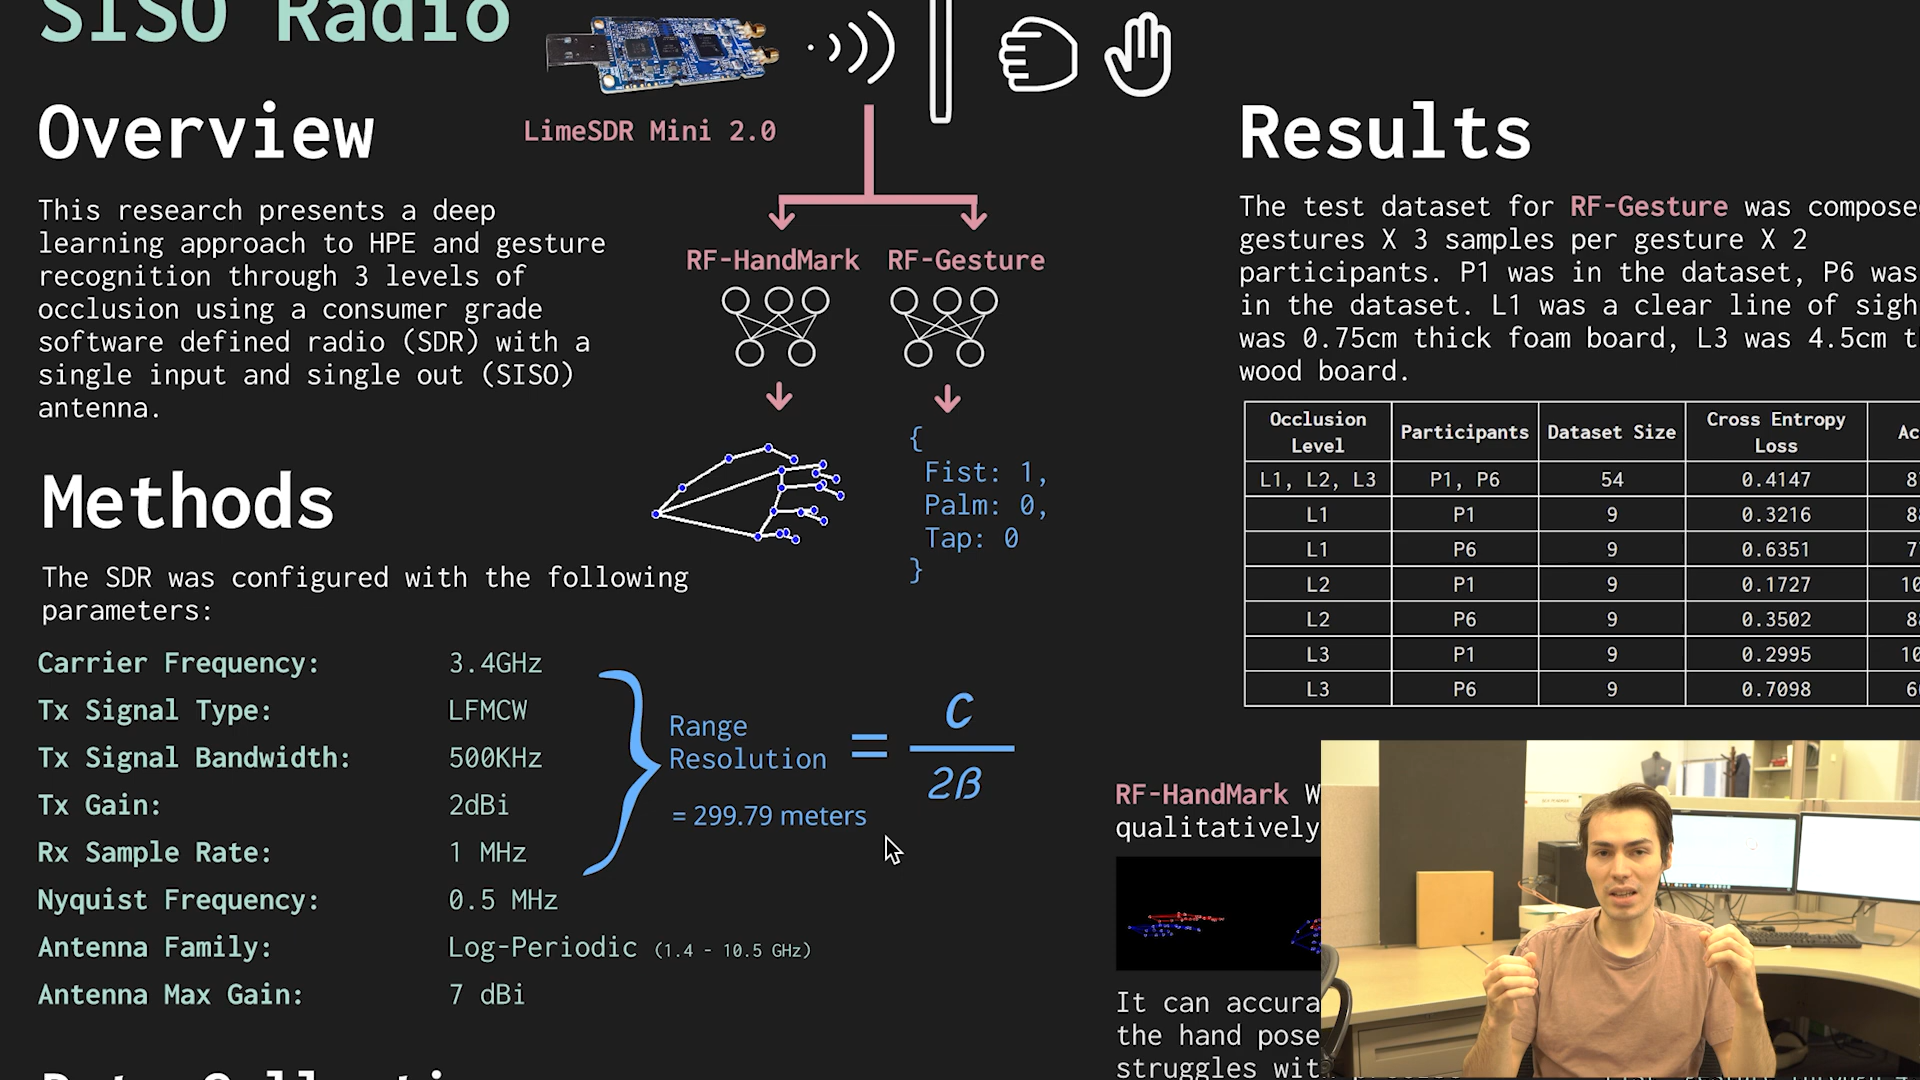 SISO Radio
LimeSDR Mini 2.0
Overview
This research presents a deep
learning approach to HPE and gesture
recognition through 3 levels of
occlusion using a consumer grade
software defined radio (SDR) with a
single input and single out (SISO)
antenna.
RF-HandMark RF-Gesture
{
Fist: 1,
Palm: 0,
Tap: 0
}
Methods
The SDR was configured with the following
parameters:
Carrier Frequency: 3.4GHz
Tx Signal Type: LFMCW
Tx Signal Bandwidth: 500KHz
Tx Gain: 2dBi
Rx Sample Rate: 1 MHz
Nyquist Frequency: 0.5 MHz
Antenna Family: Log-Periodic (1.4 - 10.5 GHz)
Antenna Max Gain: 7 dBi
Range
Resolution
=
C
2β
= 299.79 meters
Results
The test dataset for RF-Gesture was
gestures X 3 samples per gesture X 2
participants. P1 was in the dataset, P6 was
in the dataset. L1 was a clear line of
was 0.75cm thick foam board, L3 was 4.5cm
wood board.
Occlusion Level Participants Dataset Size Cross Entropy Loss
L1, L2, L3 P1, P6 54 0.4147
L1 P1 9 0.3216
L1 P6 9 0.6351
L2 P1 9 0.1727
L2 P6 9 0.3502
L3 P1 9 0.2995
L3 P6 9 0.7098
RF-HandMark
qualitatively
It can
the hand pose
struggles